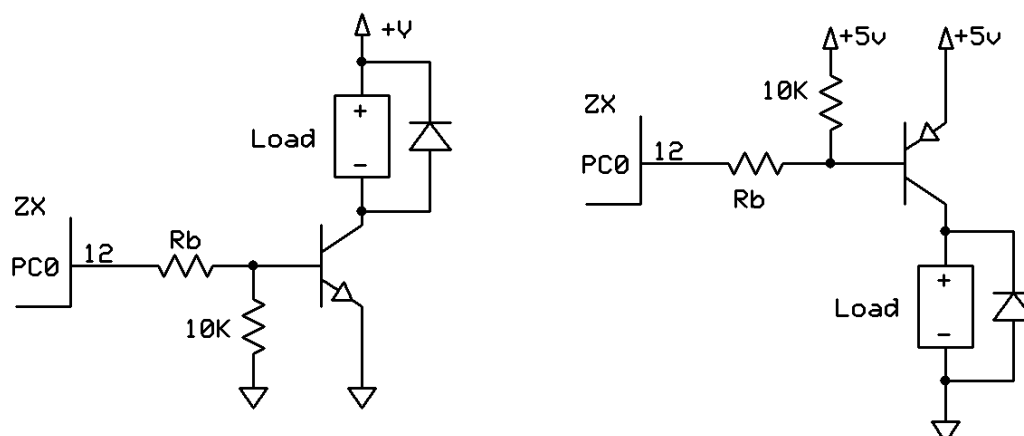 +V
+
Load
-
ZX
PC0
12
Rb
10K
+5v
+5v
10K
ZX
PC0
12
Rb
+
Load
-